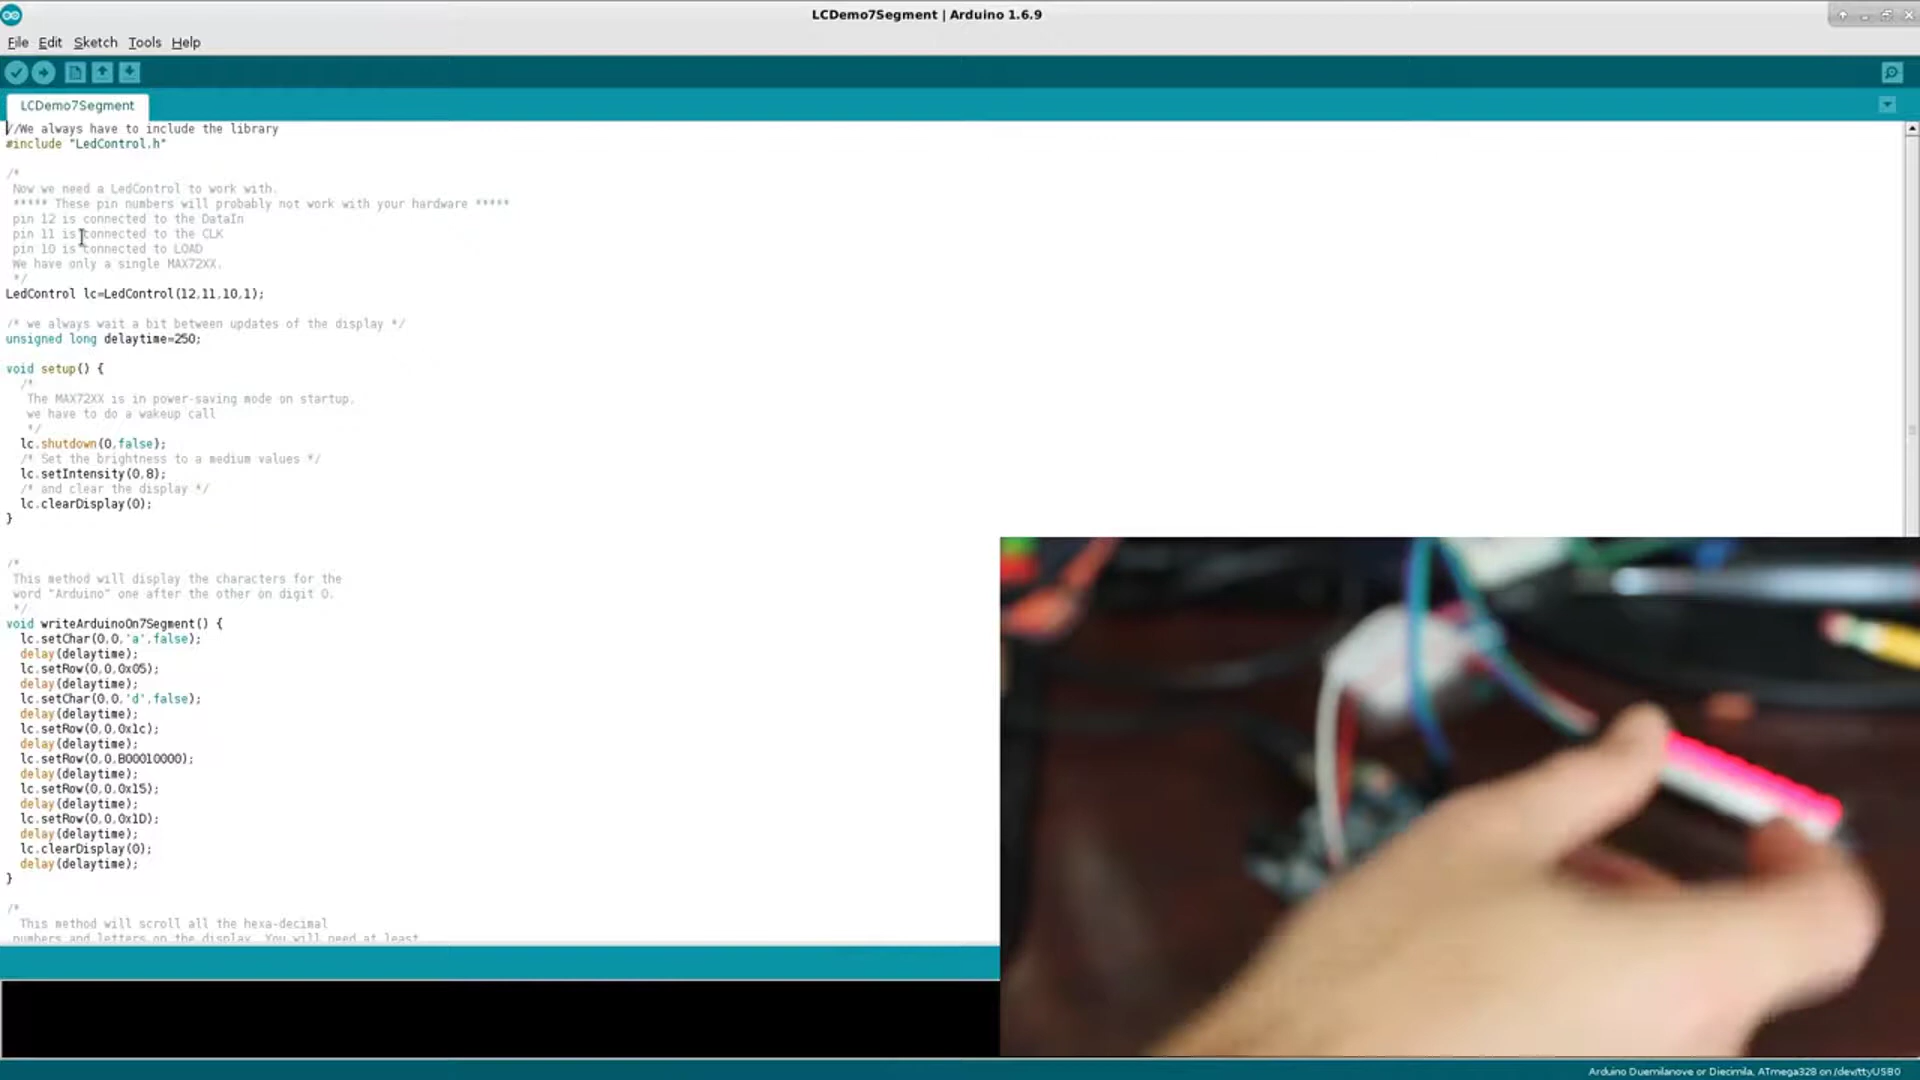 LCDemo7Segment | Arduino 1.6.9
File Edit Sketch Tools Help
LCDemo7Segment
//We always have to include the library
#include "LedControl.h"
/*
Now we need a LedControl to work with.
***** These pin numbers will probably not work with your hardware *****
pin 12 is connected to the DataIn
pin 11 is connected to the CLK
pin 10 is connected to LOAD
We have only a single MAX72XX.
*/
LedControl lc=LedControl(12,11,10,1);
/* we always wait a bit between updates of the display */
unsigned long delaytime=250;
void setup() {
/*
The MAX72XX is in power-saving mode on startup,
we have to do a wakeup call
*/
lc.shutdown(0,false);
/* Set the brightness to a medium values */
lc.setIntensity(0,8);
/* and clear the display */
lc.clearDisplay(0);
}
/*
This method will display the characters for the
word "Arduino" one after the other on digit 0.
*/
void writeArduinoOn7Segment() {
lc.setChar(0,0,'a',false);
delay(delaytime);
lc.setRow(0,0,0x05);
delay(delaytime);
lc.setChar(0,0,'d',false);
delay(delaytime);
lc.setRow(0,0,0x1c);
delay(delaytime);
lc.setRow(0,0,B00010000);
delay(delaytime);
lc.setRow(0,0,0x15);
delay(delaytime);
lc.setRow(0,0,0x1D);
delay(delaytime);
lc.clearDisplay(0);
delay(delaytime);
}
/*
This method will scroll all the hexa-decimal
numbers and letters on the display. You will need at least
Arduino Duemilanove or Diecimila, ATmega328 on /dev/ttyUSB0